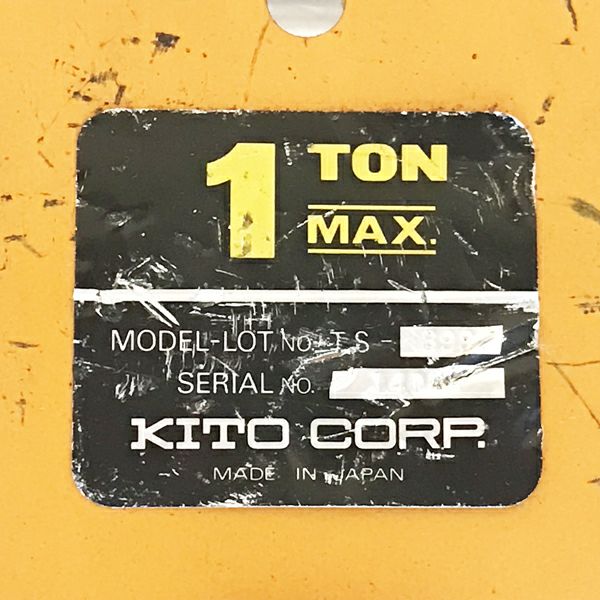 1 TON
MAX.
MODEL-LOT NO. TS-
SERIAL NO.
KITO CORP.
MADE IN JAPAN